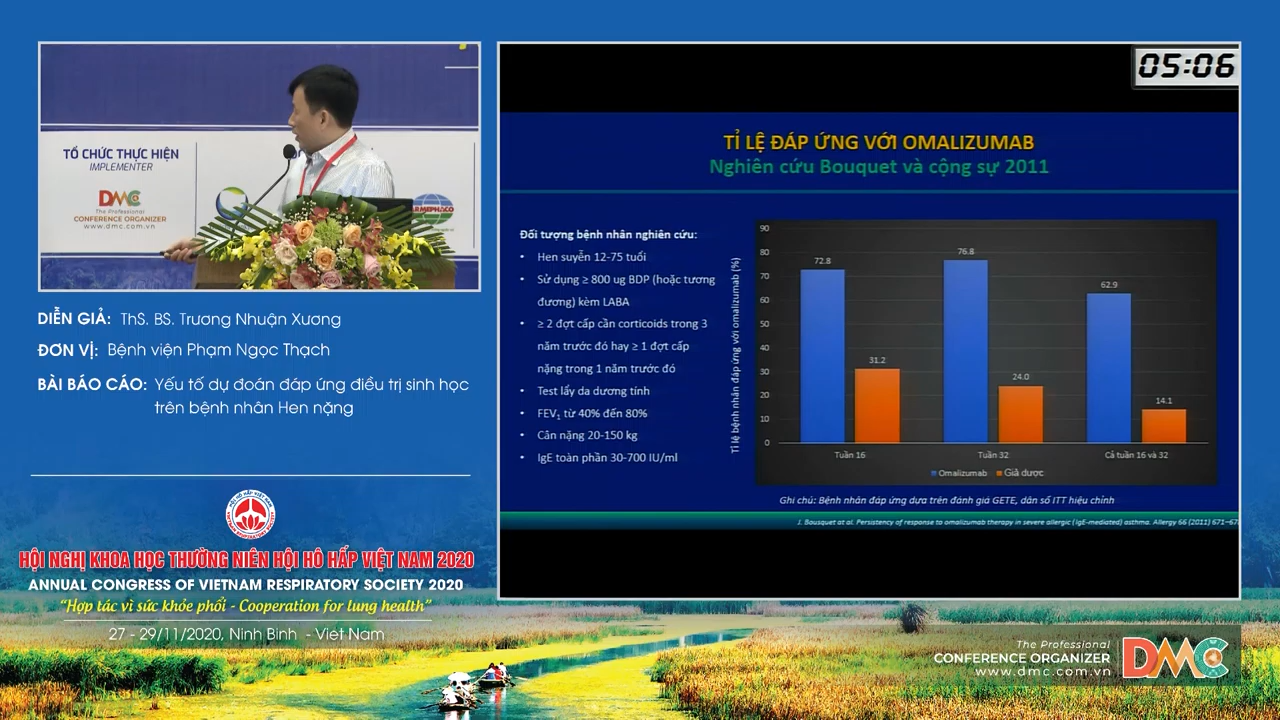 TỔ CHỨC THỰC HIỆN
IMPLEMENTER
DMC
The Professional
CONFERENCE ORGANIZER
www.dmc.com.vn
DIỄN GIẢ: ThS. BS. Trương Nhuận Xương
ĐƠN VỊ: Bệnh viện Phạm Ngọc Thạch
BÀI BÁO CÁO: Yếu tố dự đoán đáp ứng điều trị sinh học
trên bệnh nhân Hen nặng
HỘI HÔ HẤP VIỆT NAM
HỘI NGHỊ KHOA HỌC THƯỜNG NIÊN HỘI HÔ HẤP VIỆT NAM 2020
ANNUAL CONGRESS OF VIETNAM RESPIRATORY SOCIETY 2020
“Hợp tác vì sức khỏe phổi - Cooperation for lung health”
27 - 29/11/2020, Ninh Binh - Viet Nam
05:06
TỈ LỆ ĐÁP ỨNG VỚI OMALIZUMAB
Nghiên cứu Bouquet và cộng sự 2011
Đối tượng bệnh nhân nghiên cứu:
• Hen suyễn 12-75 tuổi
• Sử dụng ≥ 800 ug BDP (hoặc tương
đương) kèm LABA
• ≥ 2 đợt cấp cần corticoids trong 3
năm trước đó hay ≥ 1 đợt cấp
nặng trong 1 năm trước đó
• Test lẩy da dương tính
• FEV1 từ 40% đến 80%
• Cân nặng 20-150 kg
• IgE toàn phần 30-700 IU/ml
Tỉ lệ bệnh nhân đáp ứng với omalizumab (%)
90
80
70
60
50
40
30
20
10
0
72.8
31.2
76.8
24.0
62.9
14.1
Tuần 16
Tuần 32
Cả tuần 16 và 32
Omalizumab
Giả dược
Ghi chú: Bệnh nhân đáp ứng dựa trên đánh giá GETE, dân số ITT hiệu chỉnh
J. Bousquet at al. Persistency of response to omalizumab therapy in severe allergic (IgE-mediated) asthma. Allergy 66 (2011) 671–67
The Professional
CONFERENCE ORGANIZER
www.dmc.com.vn
DMC